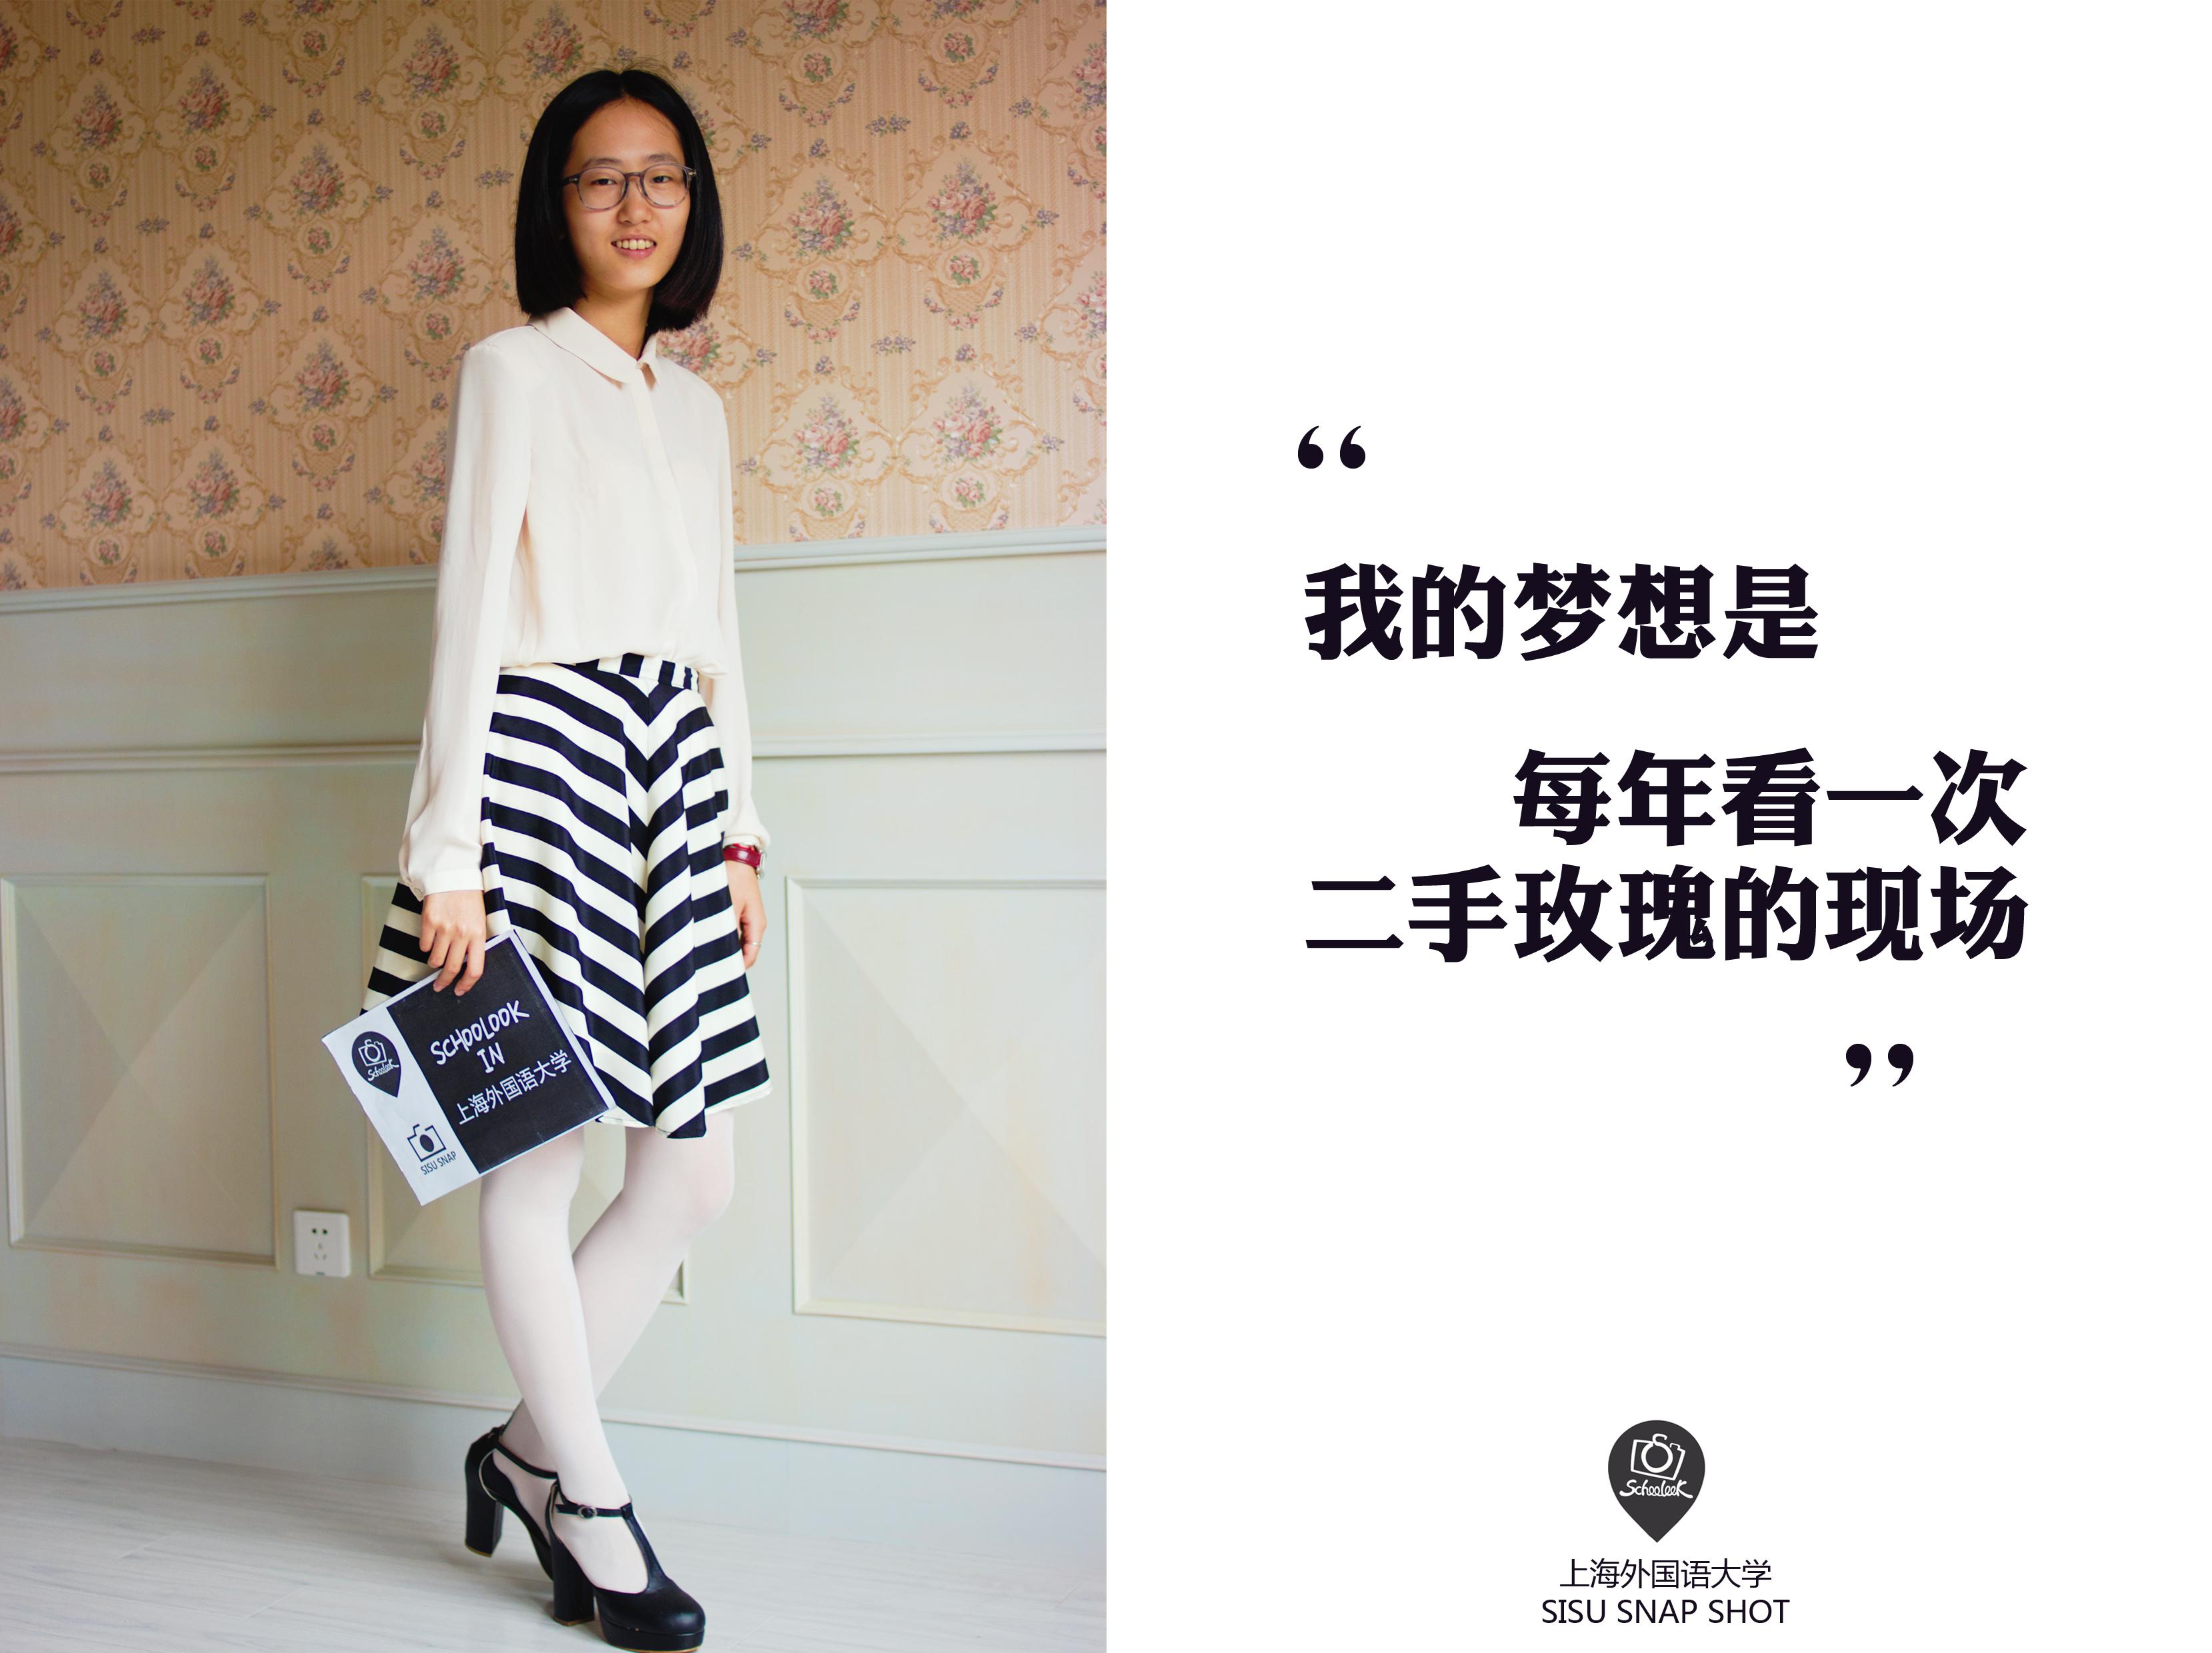 “
我的梦想是
每年看一次
二手玫瑰的现场
”
SCHOOLOOK
IN
上海外国语大学
Schoolook
SISU SNAP
Schoolook
上海外国语大学
SISU SNAP SHOT